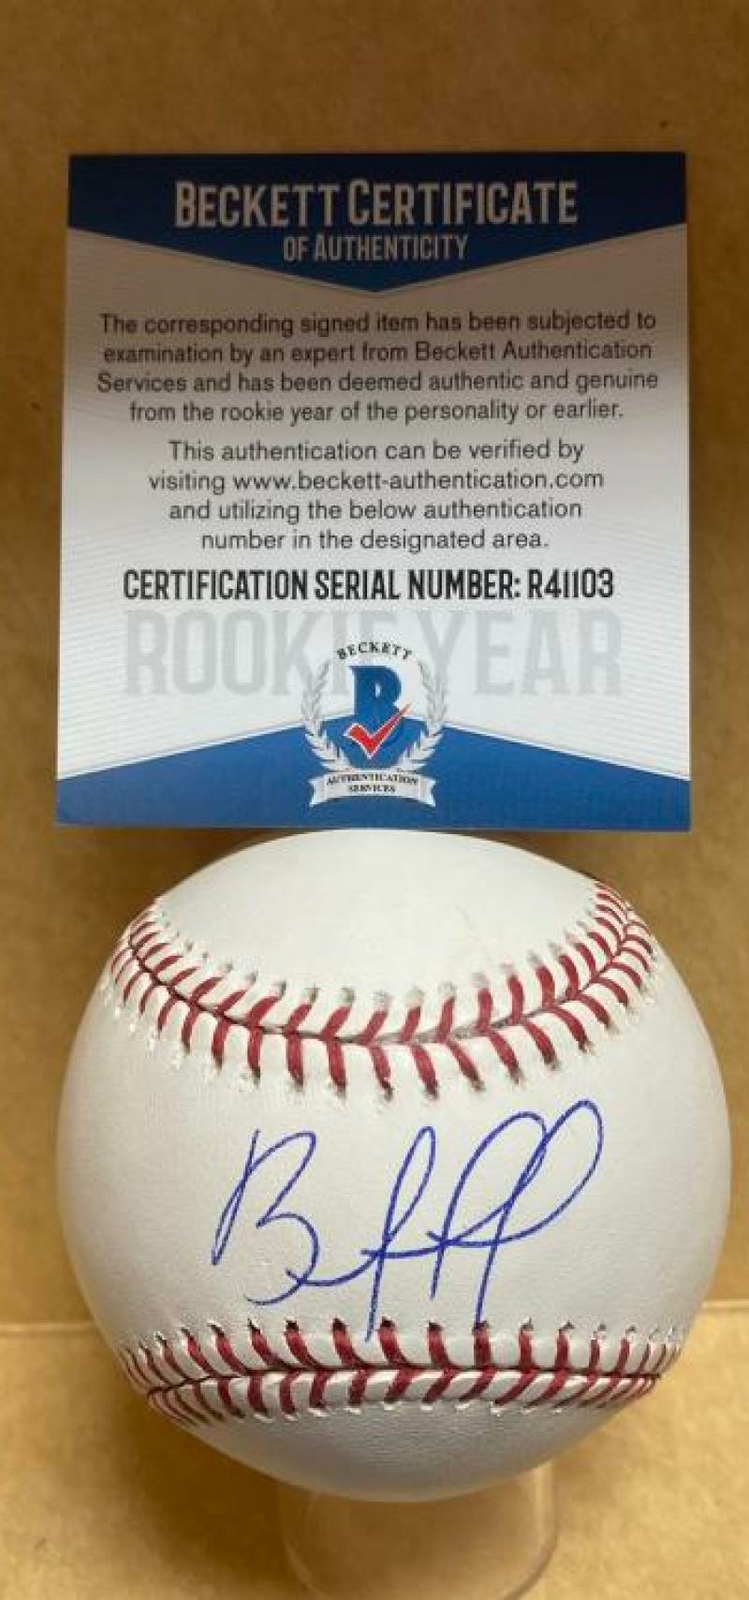 BECKETT CERTIFICATE
OF AUTHENTICITY
The corresponding signed item has been subjected to
examination by an expert from Beckett Authentication
Services and has been deemed authentic and genuine
from the rookie year of the personality or earlier.
This authentication can be verified by
visiting www.beckett-authentication.com
and utilizing the below authentication
number in the designated area.
CERTIFICATION SERIAL NUMBER: R41103
ROOKIE YEAR
BECKETT
B
AUTHENTICATION
SERVICES